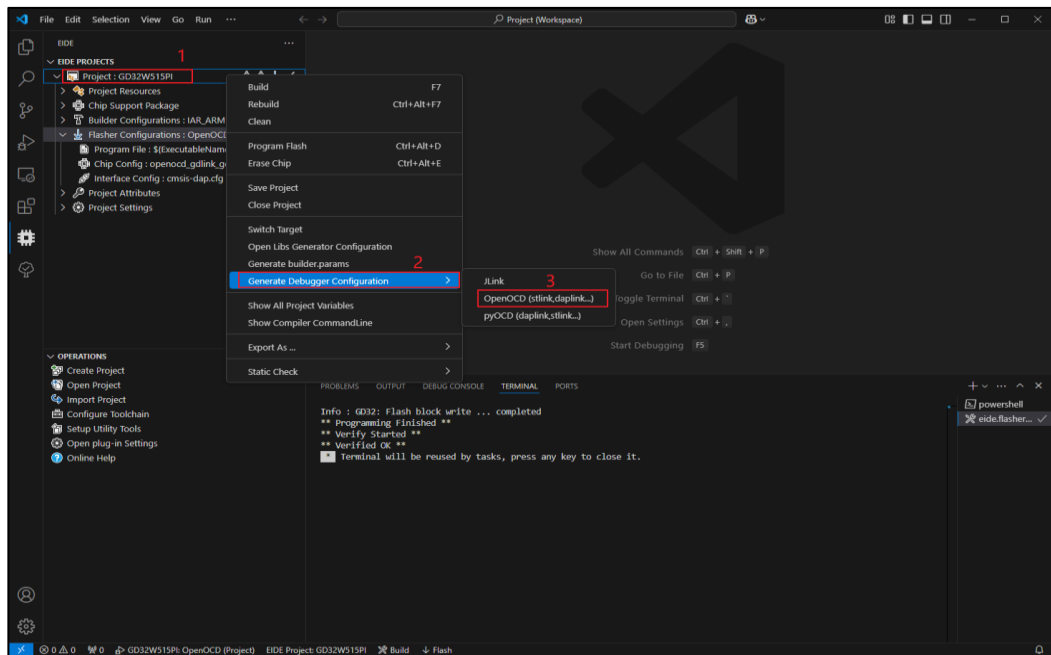 File Edit Selection View Go Run ... Project (Workspace)
EIDE ...
EIDE PROJECTS
1
Project : GD32W515PI
Project Resources
Chip Support Package
Builder Configurations : IAR_ARM
Flasher Configurations : OpenOCD
Program File : ${ExecutableName
Chip Config : openocd_gdlink_g
Interface Config : cmsis-dap.cfg
Project Attributes
Project Settings
Build F7
Rebuild Ctrl+Alt+F7
Clean
Program Flash Ctrl+Alt+D
Erase Chip Ctrl+Alt+E
Save Project
Close Project
Switch Target
Open Libs Generator Configuration
Generate builder.params
2
Generate Debugger Configuration
Show All Project Variables
Show Compiler CommandLine
Export As ...
Static Check
JLink
3
OpenOCD (stlink,daplink...)
pyOCD (daplink,stlink...)
Show All Commands Ctrl + Shift + P
Go to File Ctrl + P
Toggle Terminal Ctrl + `
Open Settings Ctrl + ,
Start Debugging F5
OPERATIONS
Create Project
Open Project
Import Project
Configure Toolchain
Setup Utility Tools
Open plug-in Settings
Online Help
PROBLEMS OUTPUT DEBUG CONSOLE TERMINAL PORTS
Info : GD32: Flash block write ... completed
** Programming Finished **
** Verify Started **
** Verified OK **
* Terminal will be reused by tasks, press any key to close it.
powershell
eide.flasher...
0 0 0 GD32W515PI: OpenOCD (Project) EIDE Project: GD32W515PI Build Flash